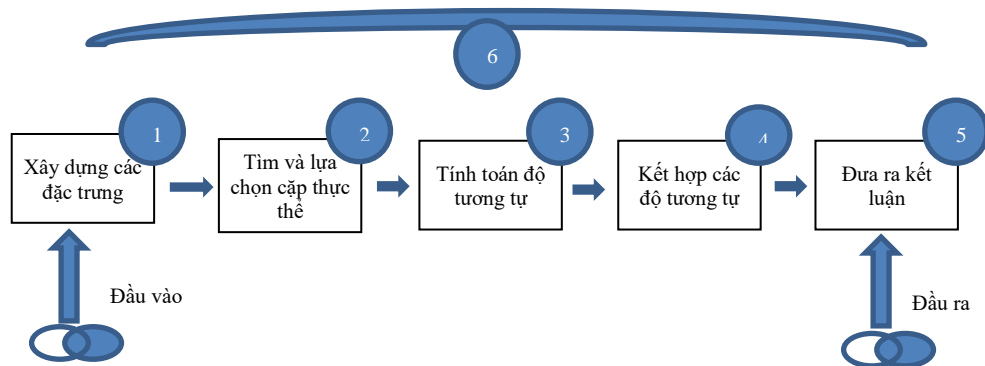 6
1
Xây dựng các
đặc trưng
2
Tìm và lựa
chọn cặp thực
thể
3
Tính toán độ
tương tự
4
Kết hợp các
độ tương tự
5
Đưa ra kết
luận
Đầu vào
Đầu ra